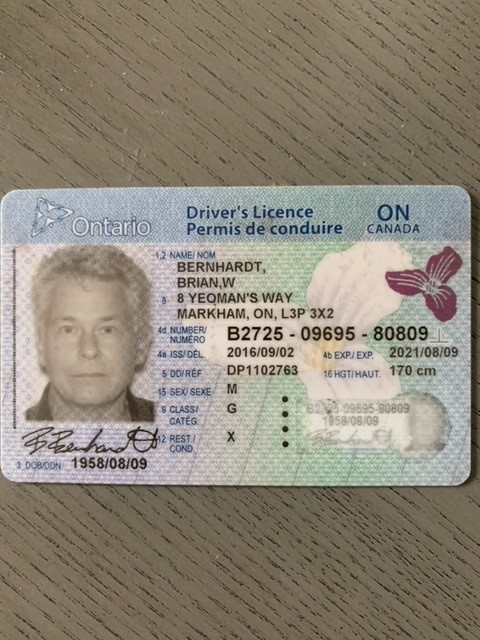 Ontario
Driver's Licence
Permis de conduire
ON
CANADA
1,2 NAME/NOM
BERNHARDT,
BRIAN,W
8 8 YEOMAN'S WAY
MARKHAM, ON, L3P 3X2
4d NUMBER/NUMÉRO B2725 - 09695 - 80809
4a ISS/DÉL. 2016/09/02 4b EXP./EXP. 2021/08/09
5 DD/RÉF DP1102763 16 HGT/HAUT. 170 cm
15 SEX/SEXE M
9 CLASS/CATÉG. G
12 REST./COND. X
B2725-09695-80809
1958/08/09
3 DOB/DDN 1958/08/09